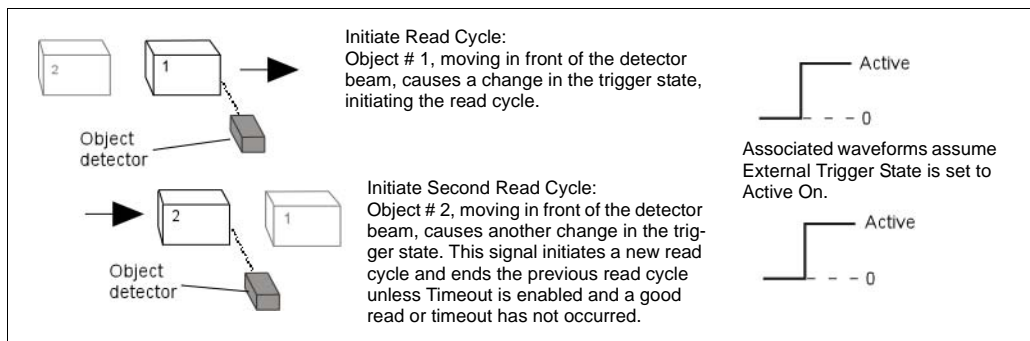 2
1
Object
detector
Initiate Read Cycle:
Object # 1, moving in front of the detector
beam, causes a change in the trigger state,
initiating the read cycle.
Active
0
Associated waveforms assume
External Trigger State is set to
Active On.
2
1
Object
detector
Initiate Second Read Cycle:
Object # 2, moving in front of the detector
beam, causes another change in the trig-
ger state. This signal initiates a new read
cycle and ends the previous read cycle
unless Timeout is enabled and a good
read or timeout has not occurred.
Active
0